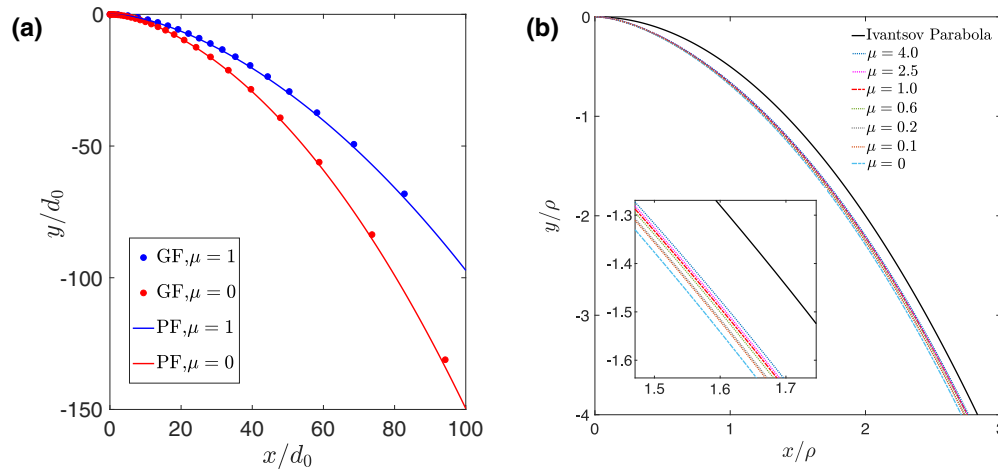 (a)
0
-50
-100
-150
y/d₀
0
20
40
60
80
100
x/d₀
GF,μ = 1
GF,μ = 0
PF,μ = 1
PF,μ = 0
(b)
0
-1
-2
-3
-4
y/ρ
0
1
2
3
x/ρ
Ivantsov Parabola
μ = 4.0
μ = 2.5
μ = 1.0
μ = 0.6
μ = 0.2
μ = 0.1
μ = 0
-1.3
-1.4
-1.5
-1.6
1.5
1.6
1.7